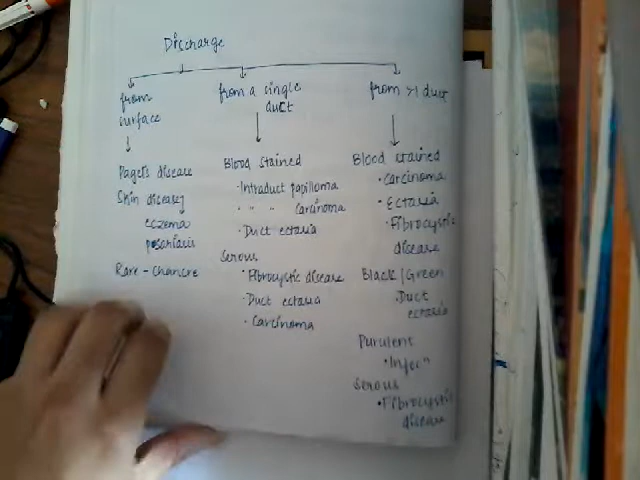 Discharge
from surface
from a single duct
from >1 duct
Paget's disease
Skin diseases
eczema
psoriasis
Rare - Chancre
Blood stained
· Intraduct papilloma
· " " carcinoma
· Duct ectasia
Serous
· Fibrocystic disease
· Duct ectasia
· Carcinoma
Blood stained
· Carcinoma
· Ectasia
· Fibrocystic
disease
Black/Green
· Duct
ectasia
Purulent
· Infecⁿ
Serous
· Fibrocystic
disease